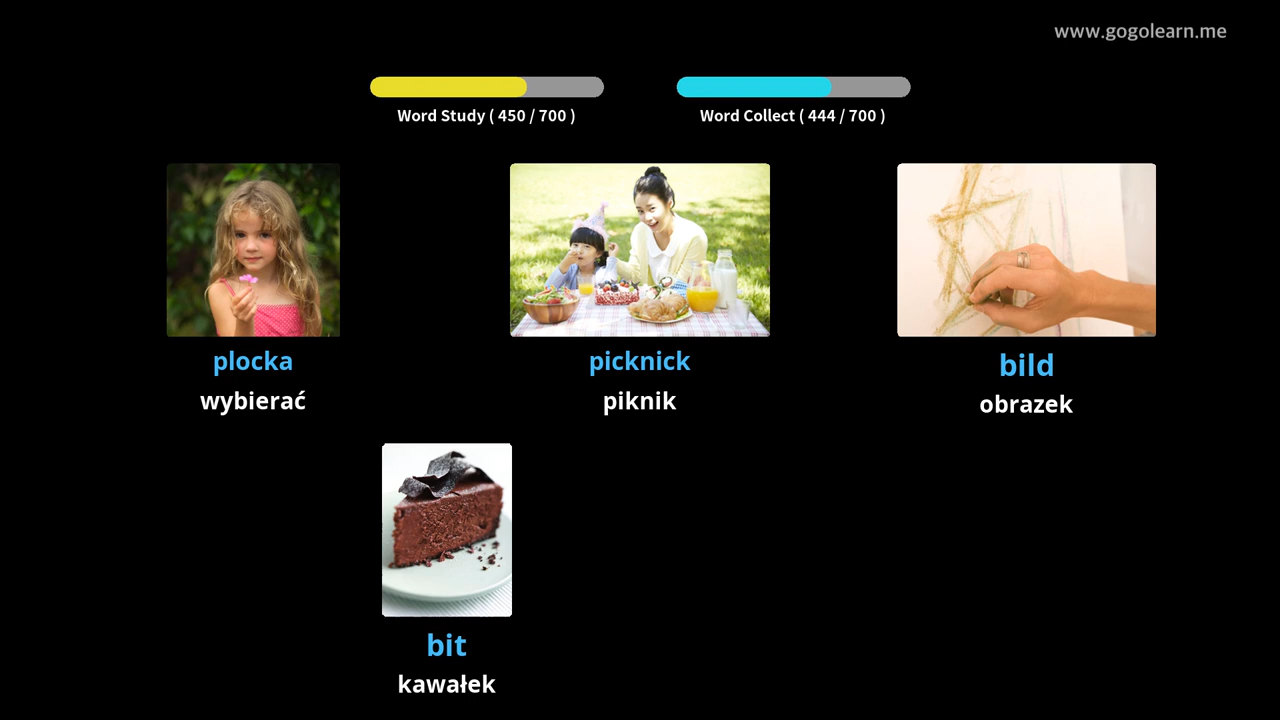 www.gogolearn.me
Word Study ( 450 / 700 )
Word Collect ( 444 / 700 )
plocka
wybierać
picknick
piknik
bild
obrazek
bit
kawałek